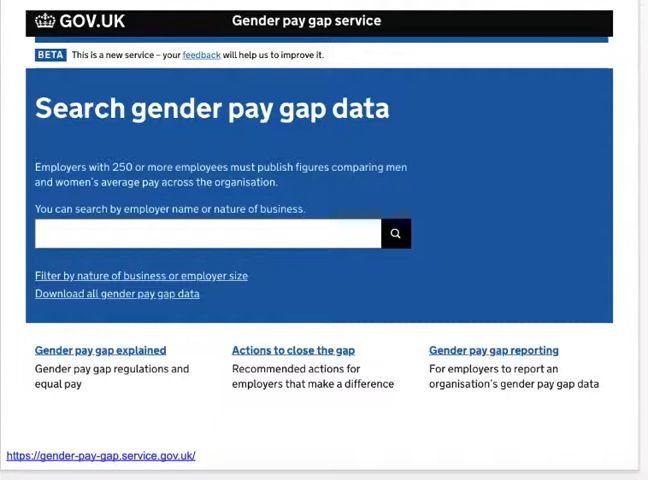 GOV.UK
Gender pay gap service
BETA This is a new service – your feedback will help us to improve it.
Search gender pay gap data
Employers with 250 or more employees must publish figures comparing men
and women's average pay across the organisation.
You can search by employer name or nature of business.
Filter by nature of business or employer size
Download all gender pay gap data
Gender pay gap explained
Gender pay gap regulations and
equal pay
Actions to close the gap
Recommended actions for
employers that make a difference
Gender pay gap reporting
For employers to report an
organisation's gender pay gap data
https://gender-pay-gap.service.gov.uk/